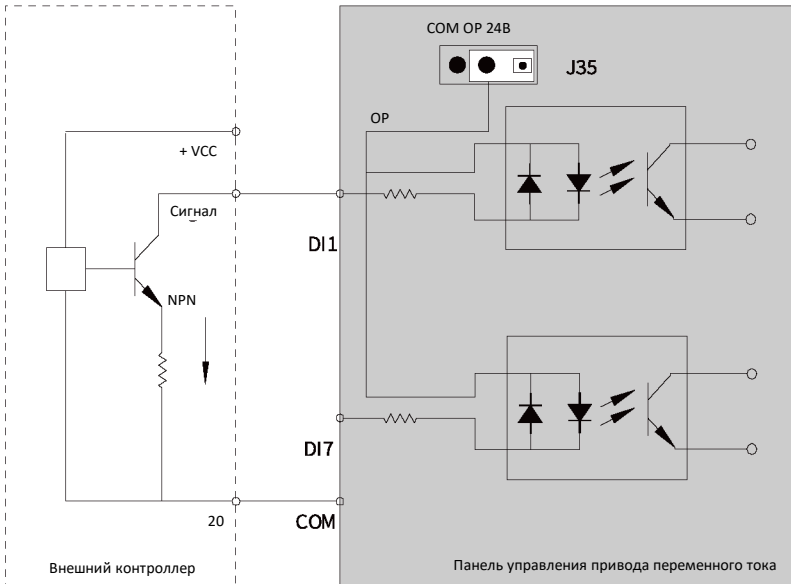 COM OP 24В
J35
OP
+ VCC
Сигнал
DI1
NPN
DI7
20
COM
Внешний контроллер
Панель управления привода переменного тока